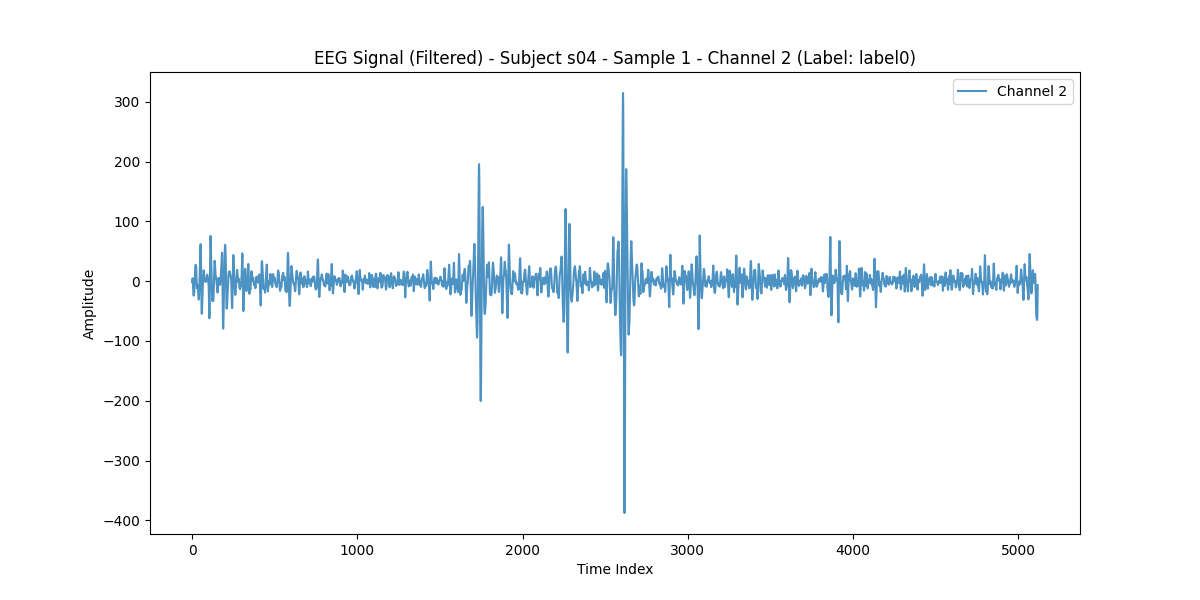 EEG Signal (Filtered) - Subject s04 - Sample 1 - Channel 2 (Label: label0)
Channel 2
300
200
100
0
−100
−200
−300
−400
Amplitude
0 1000 2000 3000 4000 5000
Time Index